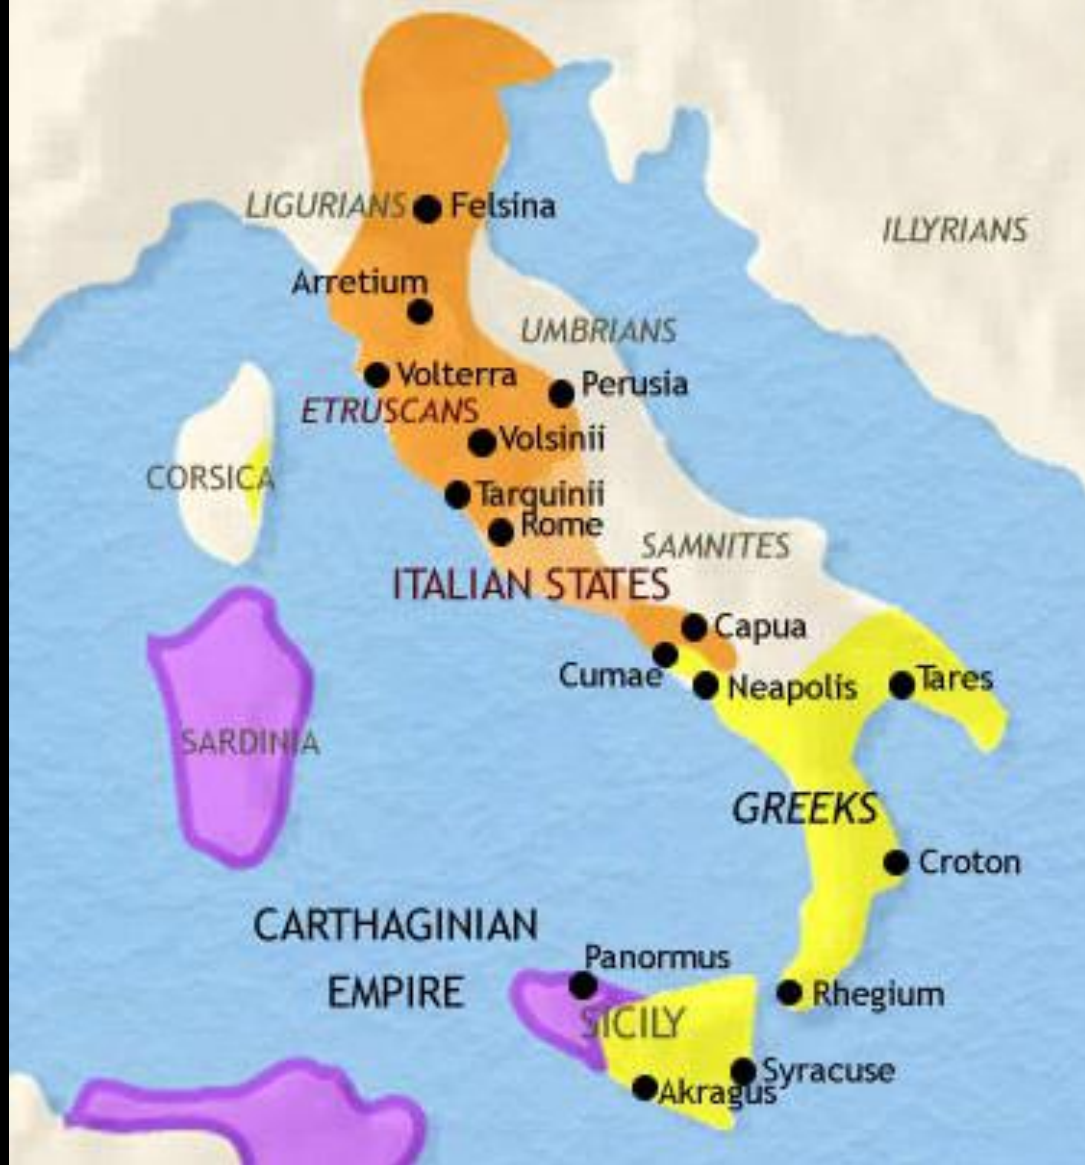 LIGURIANS
Felsina
ILLYRIANS
Arretium
UMBRIANS
Volterra
Perusia
ETRUSCANS
Volsinii
CORSICA
Tarquinii
Rome
SAMNITES
ITALIAN STATES
Capua
Cumae
Neapolis
Tares
SARDINIA
GREEKS
Croton
CARTHAGINIAN
EMPIRE
Panormus
Rhegium
SICILY
Syracuse
Akragus